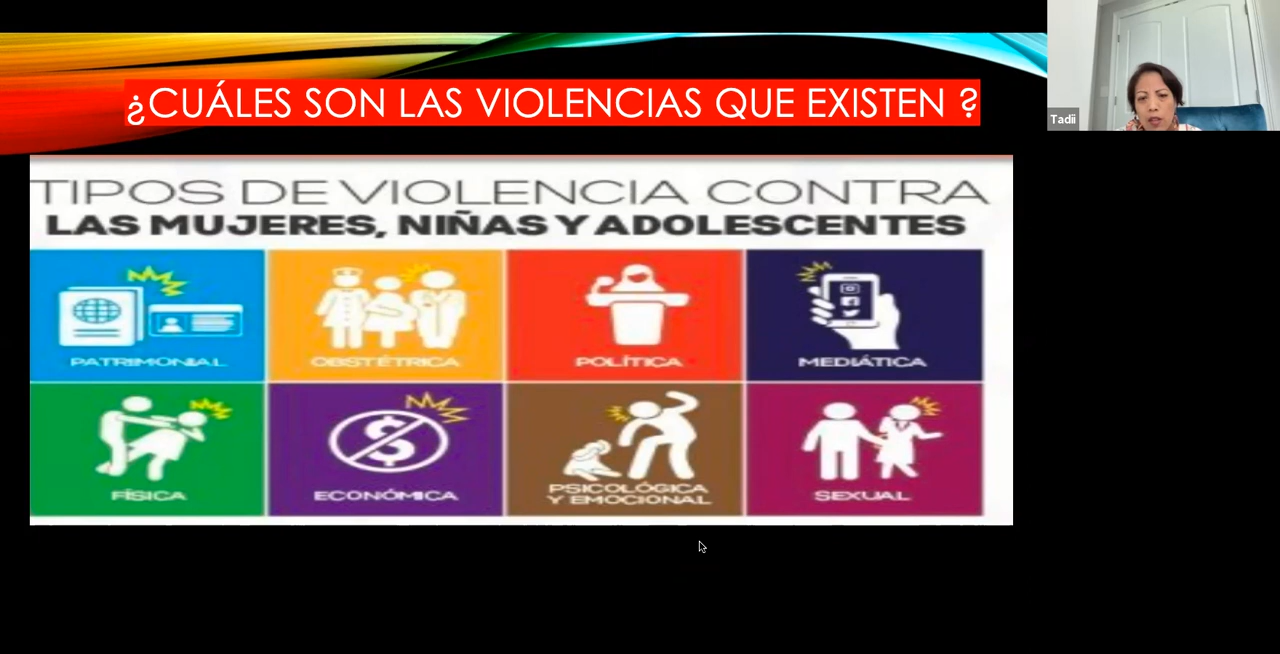 ¿CUÁLES SON LAS VIOLENCIAS QUE EXISTEN ?
Tadii
TIPOS DE VIOLENCIA CONTRA
LAS MUJERES, NIÑAS Y ADOLESCENTES
PATRIMONIAL
OBSTÉTRICA
POLÍTICA
MEDIÁTICA
FÍSICA
ECONÓMICA
PSICOLÓGICA
Y EMOCIONAL
SEXUAL